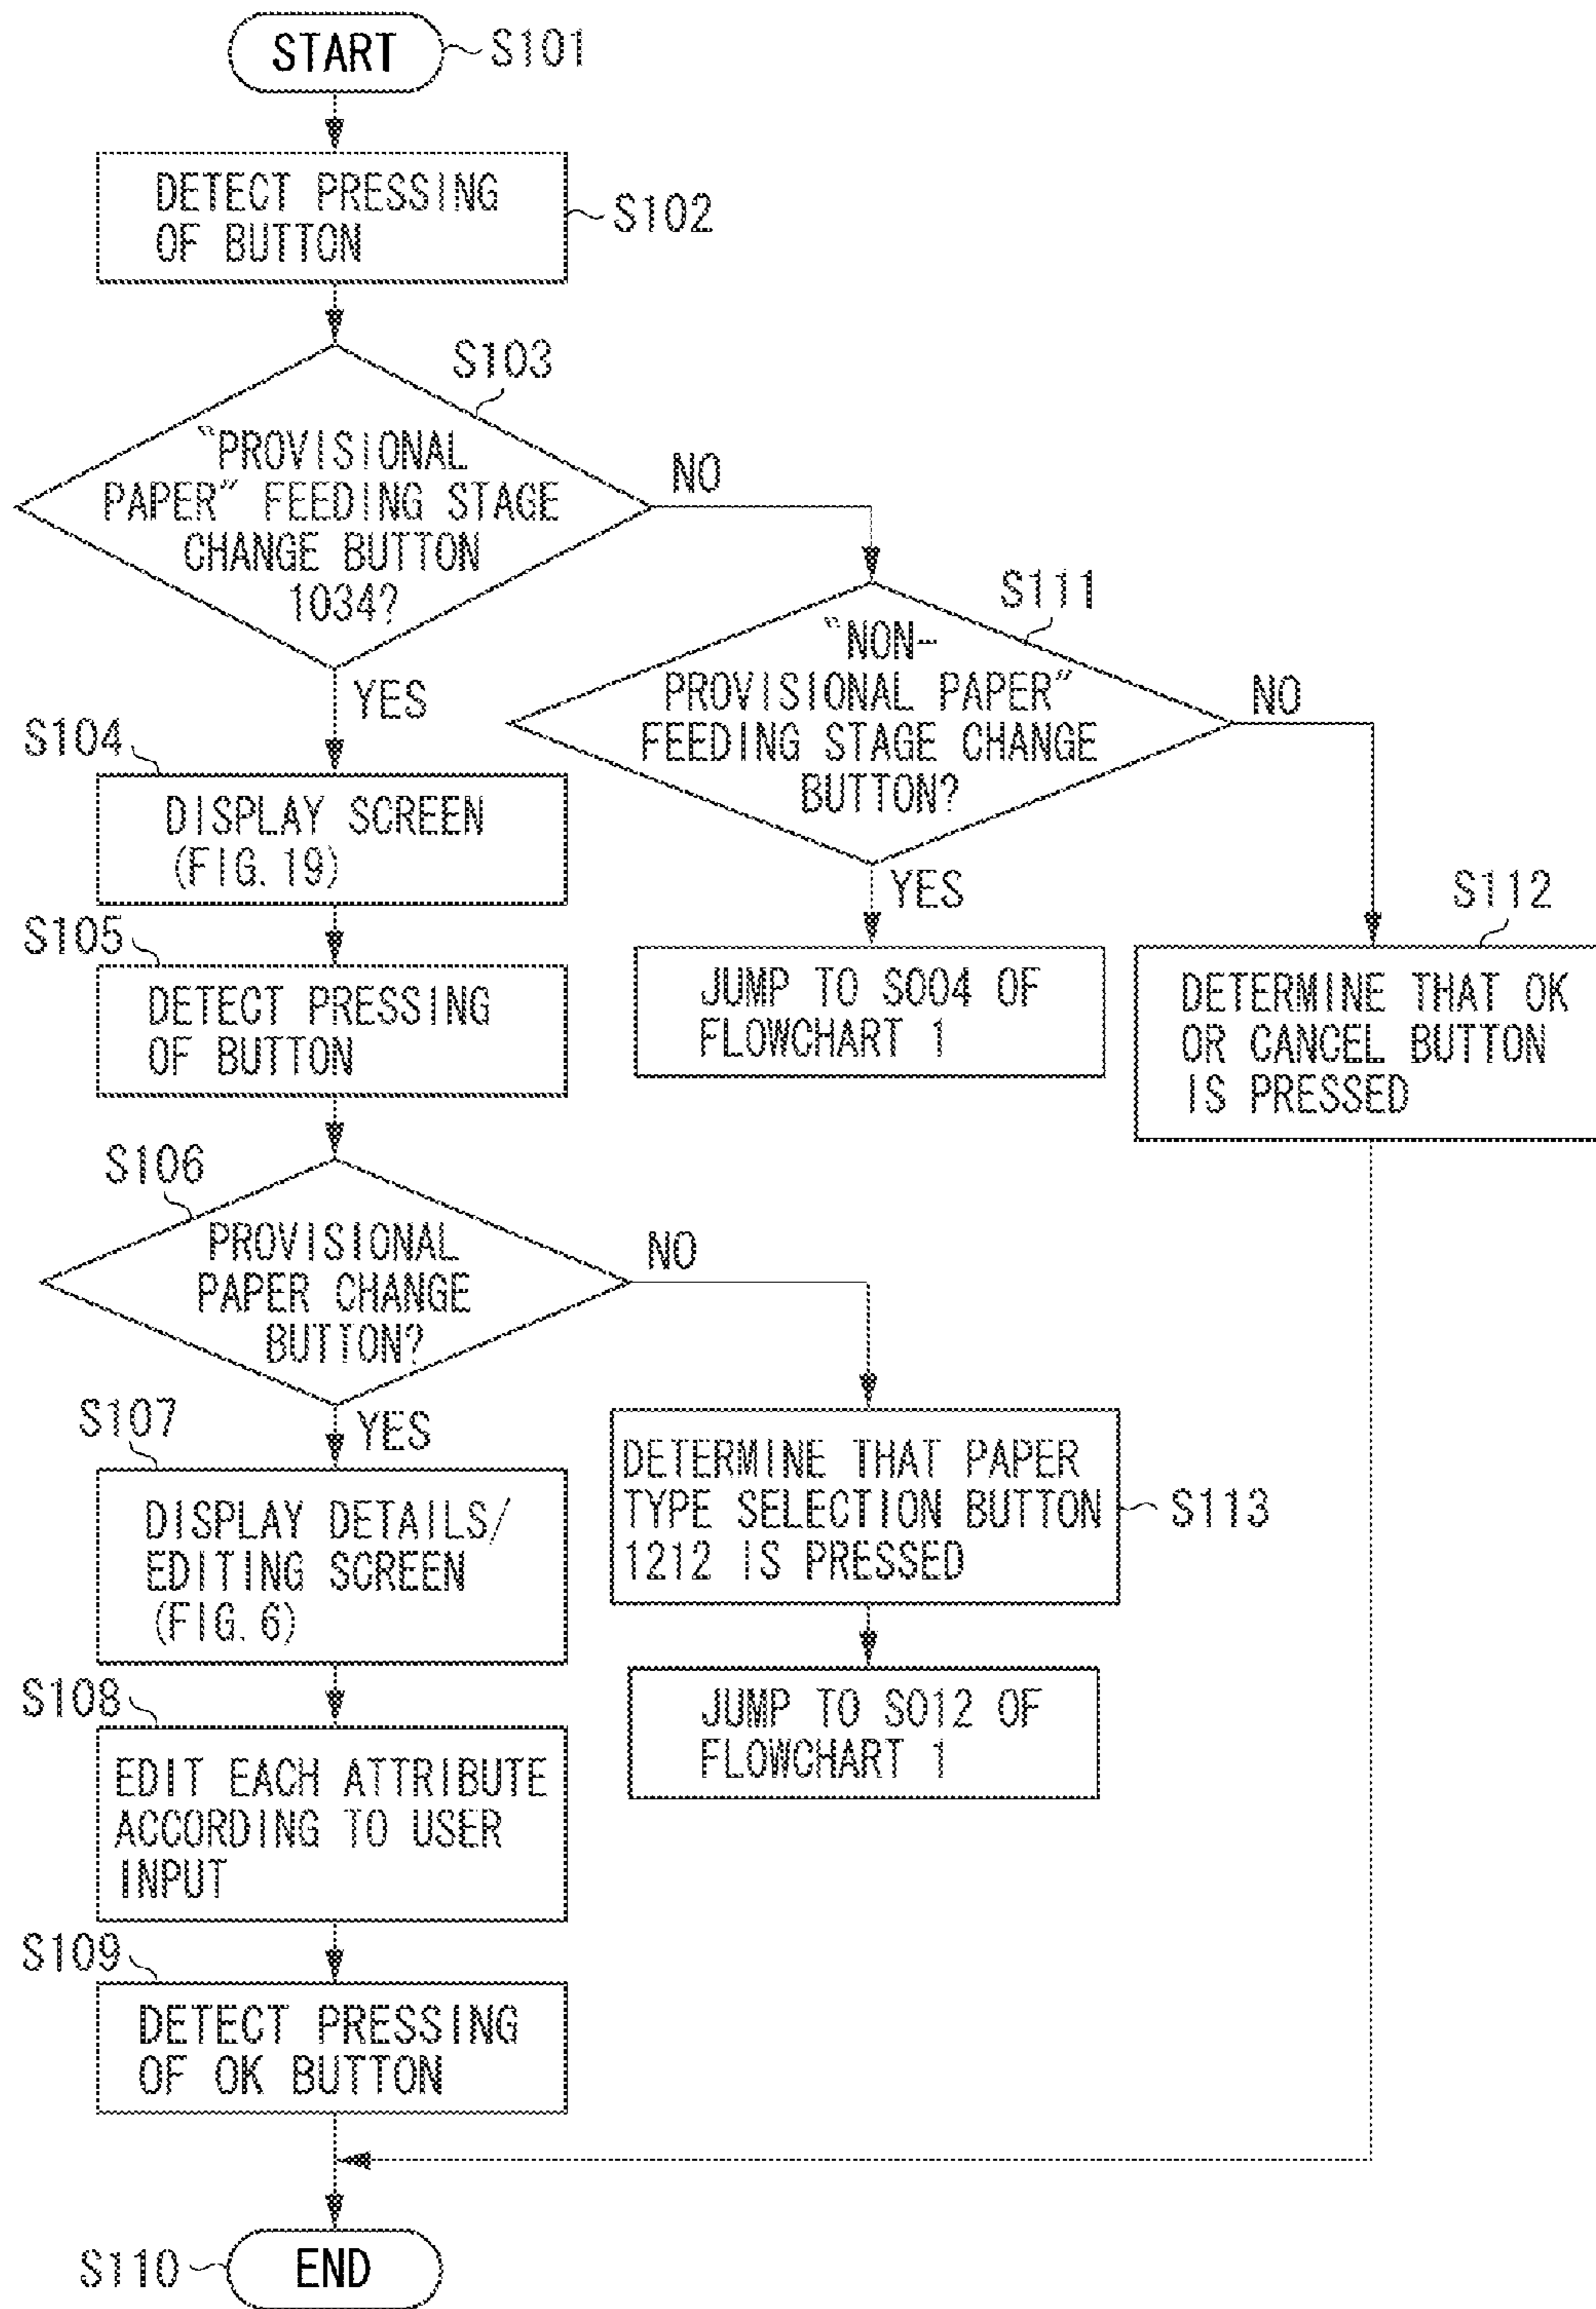 START
S101
DETECT PRESSING
OF BUTTON
S102
S103
"PROVISIONAL
PAPER" FEEDING STAGE
CHANGE BUTTON
1034?
NO
YES
S111
"NON-
PROVISIONAL PAPER"
FEEDING STAGE CHANGE
BUTTON?
NO
YES
S104
DISPLAY SCREEN
(FIG. 19)
S112
DETERMINE THAT OK
OR CANCEL BUTTON
IS PRESSED
JUMP TO S004 OF
FLOWCHART 1
S105
DETECT PRESSING
OF BUTTON
S106
PROVISIONAL
PAPER CHANGE
BUTTON?
NO
YES
S107
DISPLAY DETAILS/
EDITING SCREEN
(FIG. 6)
DETERMINE THAT PAPER
TYPE SELECTION BUTTON
1212 IS PRESSED
S113
JUMP TO S012 OF
FLOWCHART 1
S108
EDIT EACH ATTRIBUTE
ACCORDING TO USER
INPUT
S109
DETECT PRESSING
OF OK BUTTON
S110
END